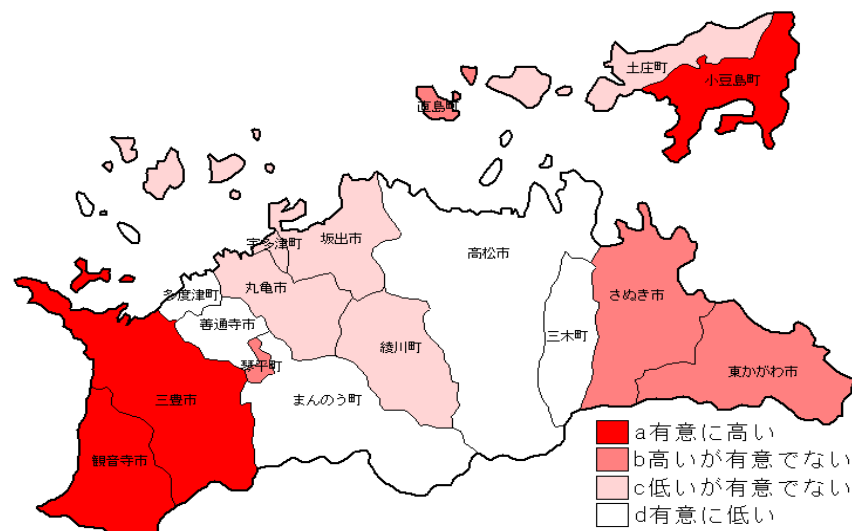 土庄町
小豆島町
直島町
宇多津町
坂出市
高松市
多度津町
丸亀市
さぬき市
善通寺市
三木町
綾川町
琴平町
東かがわ市
三豊市
まんのう町
観音寺市
a有意に高い
b高いが有意でない
c低いが有意でない
d有意に低い